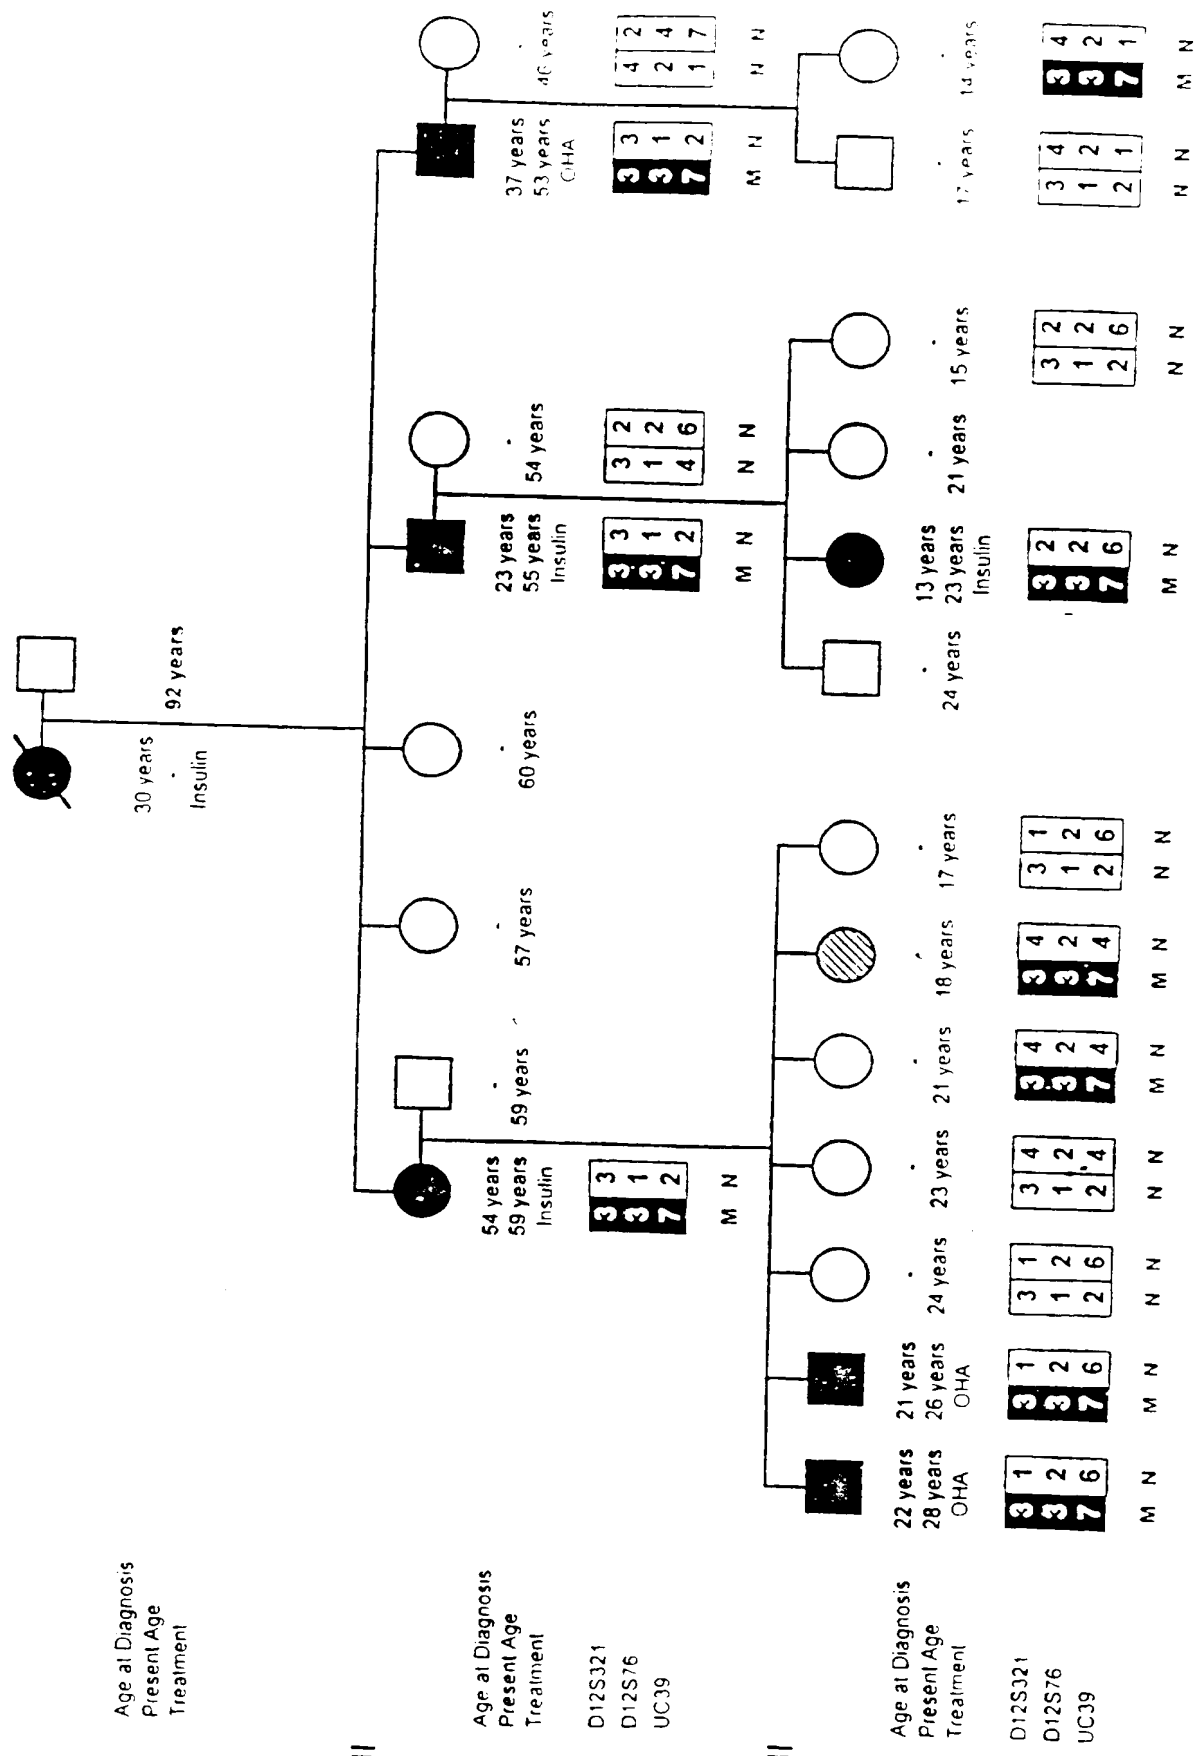 Age at Diagnosis 30 years
Present Age 92 years
Treatment Insulin
II
Age at Diagnosis 54 years 23 years 37 years
Present Age 59 years 59 years 57 years 60 years 55 years 54 years 53 years 46 years
Treatment Insulin Insulin OHA
D12S321 3 3 3 3 3 2 3 3 4 2
D12S76 3 1 3 1 1 2 3 1 2 4
UC39 7 2 7 2 4 6 7 2 1 7
M N M N N N M N N N
II
Age at Diagnosis 22 years 21 years 13 years
Present Age 28 years 26 years 24 years 23 years 21 years 18 years 17 years 24 years 23 years 21 years 15 years 17 years 14 years
Treatment OHA OHA Insulin
D12S321 3 1 3 1 3 1 3 4 3 4 3 4 3 1 3 2 3 2 3 4 3 4
D12S76 3 2 3 2 1 2 1 2 3 2 3 2 1 2 3 2 1 2 1 2 3 2
UC39 7 6 7 6 2 6 2 4 7 4 7 4 2 6 7 6 2 6 2 1 7 1
M N M N N N N N M N M N N N M N N N N N M N